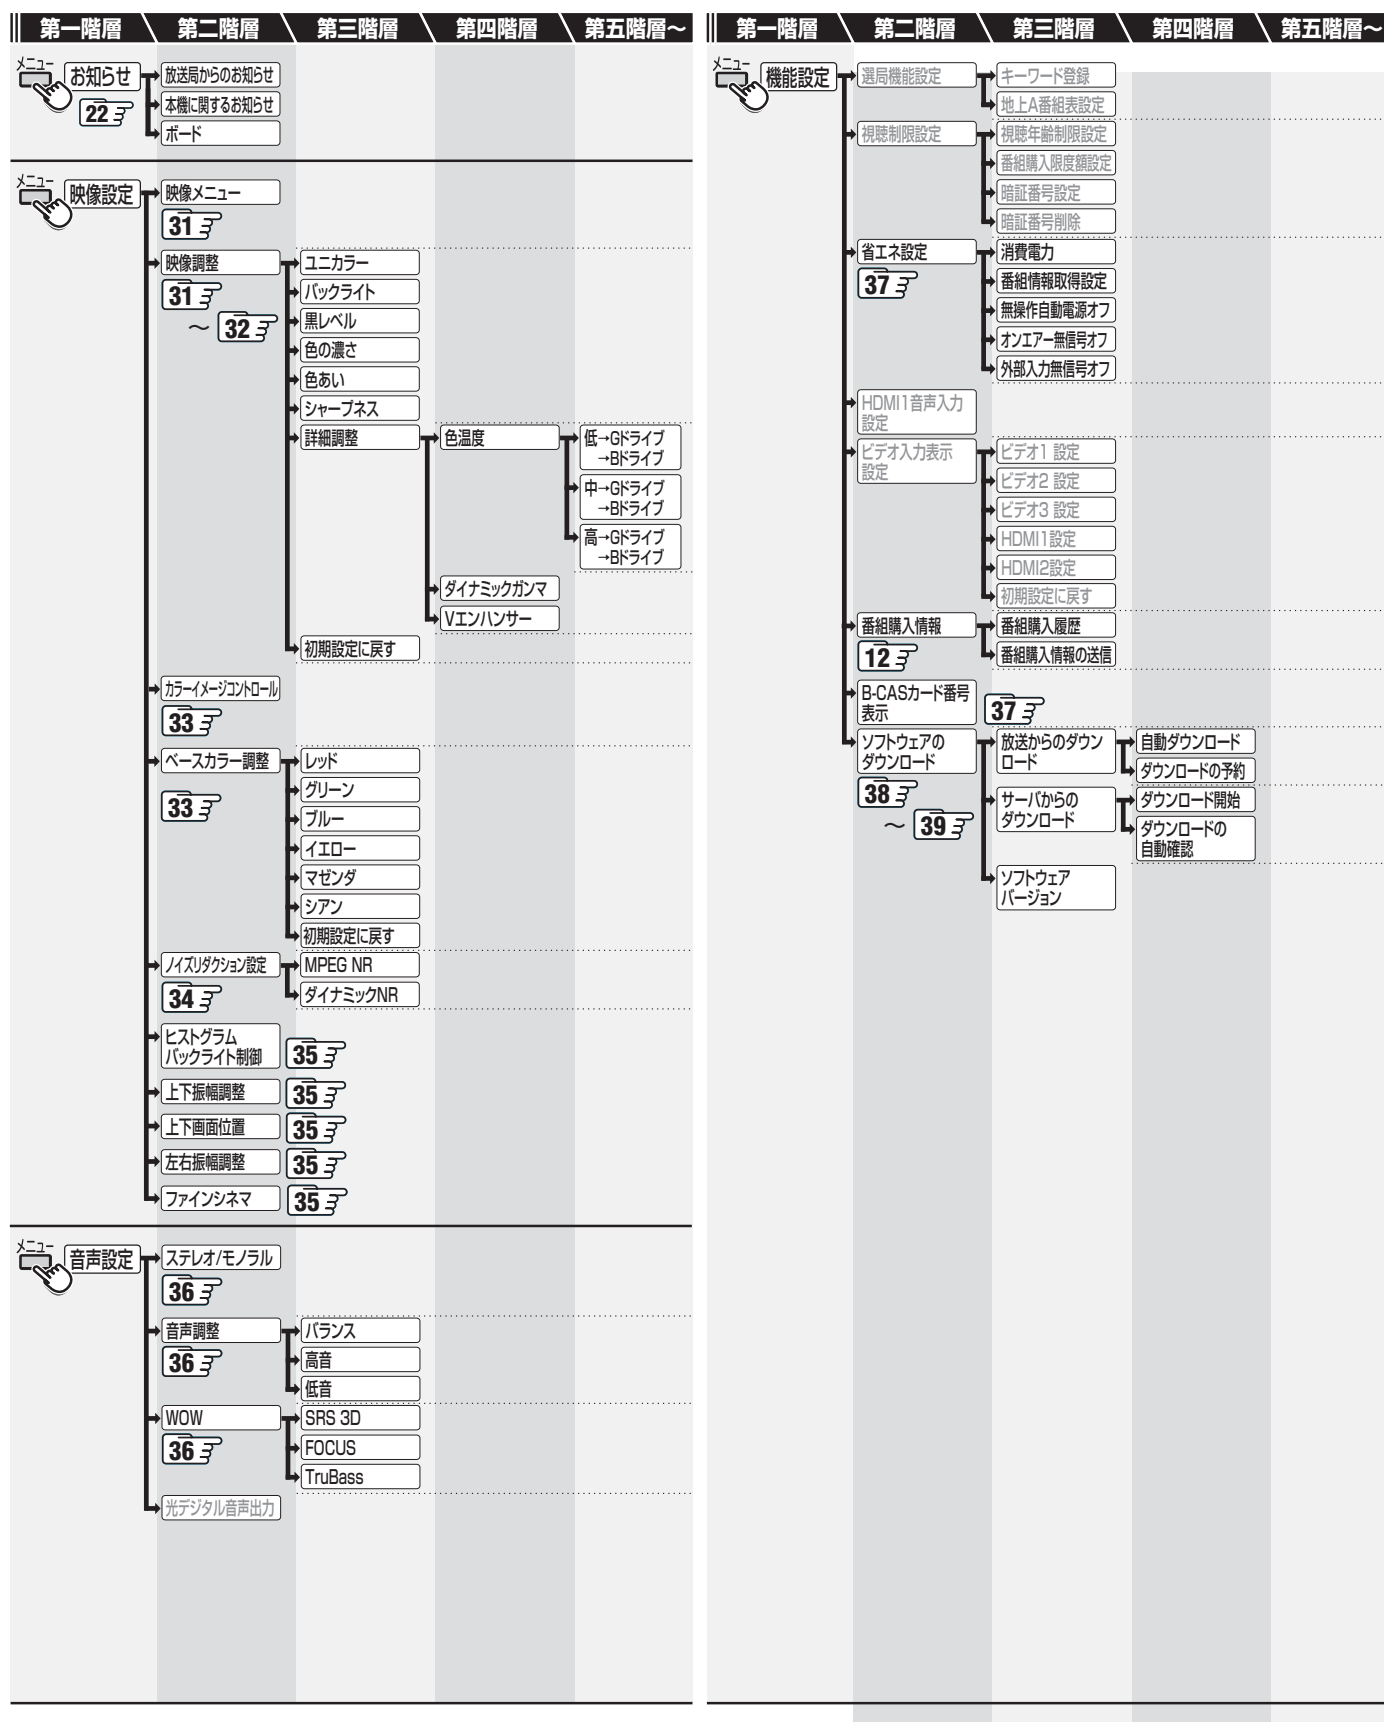 第一階層 第二階層 第三階層 第四階層 第五階層～
メニュー
お知らせ
22
放送局からのお知らせ
本機に関するお知らせ
ボード
メニュー
映像設定
映像メニュー
31
映像調整
31
～ 32
ユニカラー
バックライト
黒レベル
色の濃さ
色あい
シャープネス
詳細調整
色温度
低→Gドライブ
→Bドライブ
中→Gドライブ
→Bドライブ
高→Gドライブ
→Bドライブ
ダイナミックガンマ
Vエンハンサー
初期設定に戻す
カラーイメージコントロール
33
ベースカラー調整
33
レッド
グリーン
ブルー
イエロー
マゼンダ
シアン
初期設定に戻す
ノイズリダクション設定
34
MPEG NR
ダイナミックNR
ヒストグラム
バックライト制御
35
上下振幅調整
35
上下画面位置
35
左右振幅調整
35
ファインシネマ
35
メニュー
音声設定
ステレオ/モノラル
36
音声調整
36
バランス
高音
低音
WOW
36
SRS 3D
FOCUS
TruBass
光デジタル音声出力
第一階層 第二階層 第三階層 第四階層 第五階層～
メニュー
機能設定
選局機能設定
キーワード登録
地上A番組表設定
視聴制限設定
視聴年齢制限設定
番組購入限度額設定
暗証番号設定
暗証番号削除
省エネ設定
37
消費電力
番組情報取得設定
無操作自動電源オフ
オンエアー無信号オフ
外部入力無信号オフ
HDMI1音声入力
設定
ビデオ入力表示
設定
ビデオ1 設定
ビデオ2 設定
ビデオ3 設定
HDMI1設定
HDMI2設定
初期設定に戻す
番組購入情報
12
番組購入履歴
番組購入情報の送信
B-CASカード番号
表示
37
ソフトウェアの
ダウンロード
38
～ 39
放送からのダウン
ロード
自動ダウンロード
ダウンロードの予約
サーバからの
ダウンロード
ダウンロード開始
ダウンロードの
自動確認
ソフトウェア
バージョン